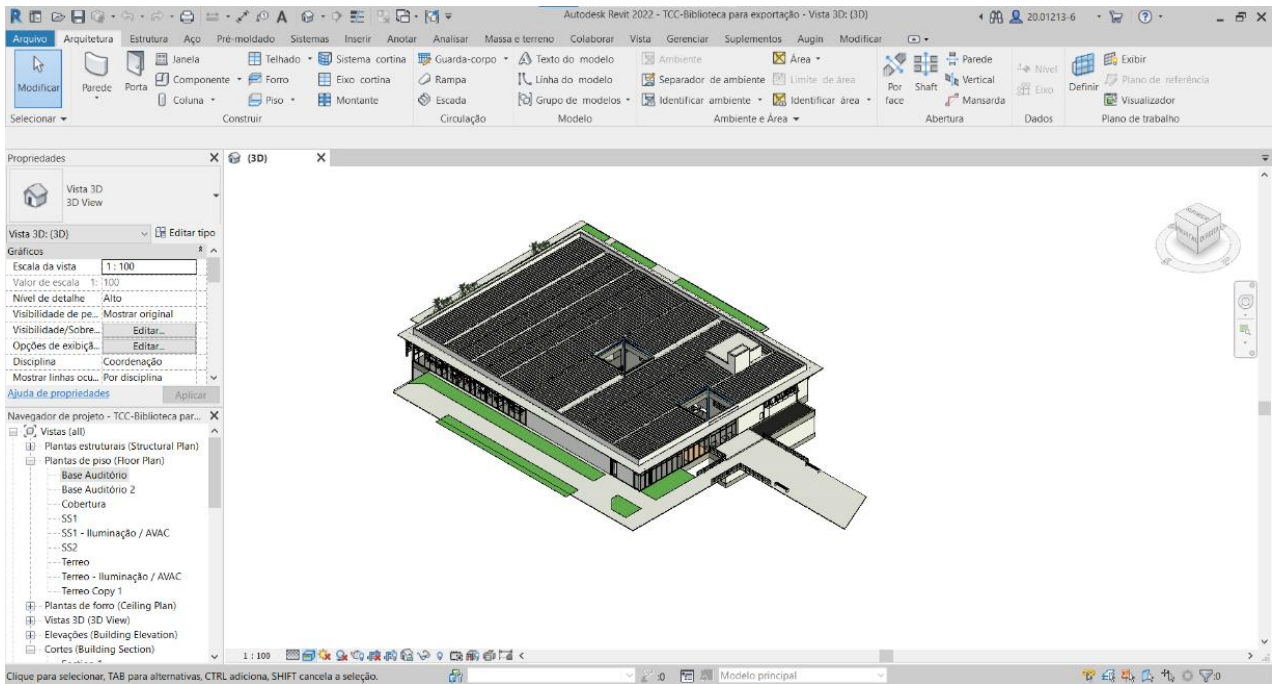 Autodesk Revit 2022 - TCC-Biblioteca para exportação - Vista 3D: {3D}
20.01213-6
Arquivo Arquitetura Estrutura Aço Pré-moldado Sistemas Inserir Anotar Analisar Massa e terreno Colaborar Vista Gerenciar Suplementos Augin Modificar
Modificar
Parede
Porta
Janela
Componente
Coluna
Telhado
Forro
Piso
Sistema cortina
Eixo cortina
Montante
Guarda-corpo
Rampa
Escada
Texto do modelo
Linha do modelo
Grupo de modelos
Ambiente
Separador de ambiente
Identificar ambiente
Área
Limite de área
Identificar área
Por face
Shaft
Parede
Vertical
Mansarda
Nível
Eixo
Definir
Exibir
Plano de referência
Visualizador
Selecionar Construir Circulação Modelo Ambiente e Área Abertura Dados Plano de trabalho
Propriedades
{3D}
Vista 3D
3D View
Vista 3D: {3D} Editar tipo
Gráficos
Escala da vista 1 : 100
Valor de escala 1: 100
Nível de detalhe Alto
Visibilidade de pe... Mostrar original
Visibilidade/Sobre... Editar...
Opções de exibiçã... Editar...
Disciplina Coordenação
Mostrar linhas ocu... Por disciplina
Ajuda de propriedades Aplicar
Navegador de projeto - TCC-Biblioteca par...
Vistas (all)
Plantas estruturais (Structural Plan)
Plantas de piso (Floor Plan)
Base Auditório
Base Auditório 2
Cobertura
SS1
SS1 - Iluminação / AVAC
SS2
Terreo
Terreo - Iluminação / AVAC
Terreo Copy 1
Plantas de forro (Ceiling Plan)
Vistas 3D (3D View)
Elevações (Building Elevation)
Cortes (Building Section)
1 : 100
Clique para selecionar, TAB para alternativas, CTRL adiciona, SHIFT cancela a seleção.
:0
Modelo principal
:0